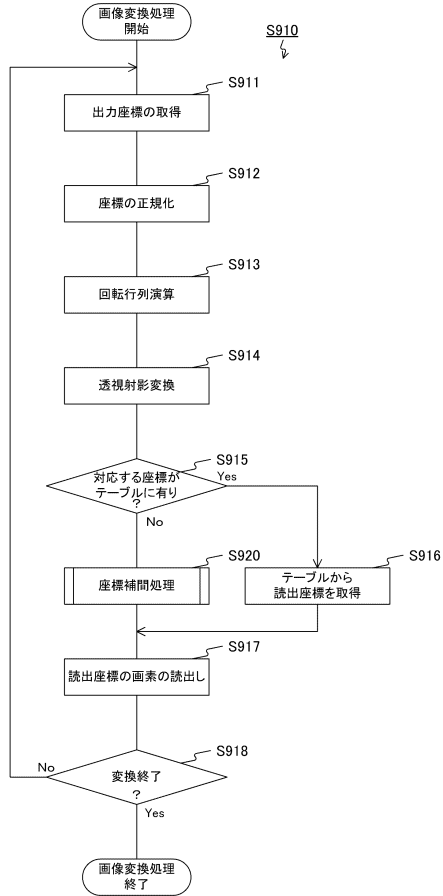 画像変換処理
開始
S910
S911
出力座標の取得
S912
座標の正規化
S913
回転行列演算
S914
透視射影変換
S915
対応する座標が
テーブルに有り
?
Yes
No
S920
座標補間処理
S916
テーブルから
読出座標を取得
S917
読出座標の画素の読出し
S918
変換終了
?
No
Yes
画像変換処理
終了